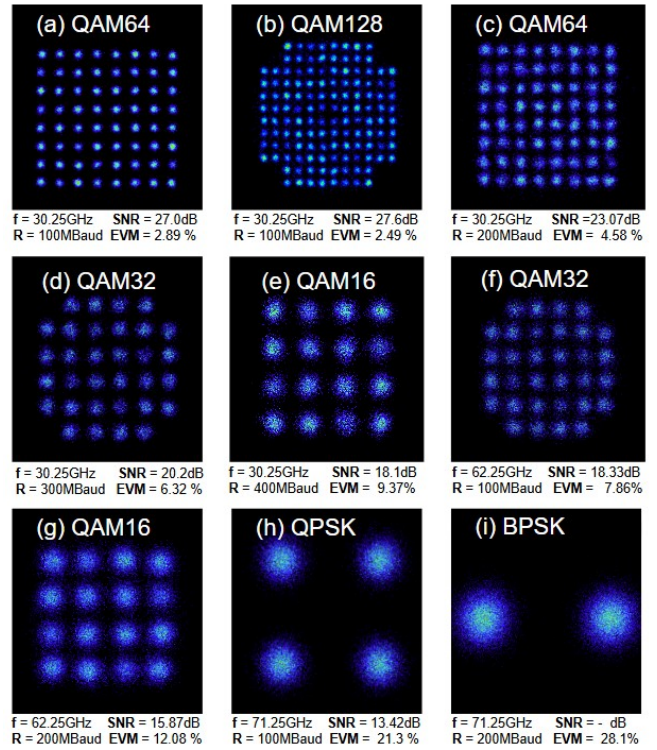 (a) QAM64
(b) QAM128
(c) QAM64
f = 30.25GHz SNR = 27.0dB
R = 100MBaud EVM = 2.89 %
f = 30.25GHz SNR = 27.6dB
R = 100MBaud EVM = 2.49 %
f = 30.25GHz SNR =23.07dB
R = 200MBaud EVM = 4.58 %
(d) QAM32
(e) QAM16
(f) QAM32
f = 30.25GHz SNR = 20.2dB
R = 300MBaud EVM = 6.32 %
f = 30.25GHz SNR = 18.1dB
R = 400MBaud EVM = 9.37%
f = 62.25GHz SNR = 18.33dB
R = 100MBaud EVM = 7.86%
(g) QAM16
(h) QPSK
(i) BPSK
f = 62.25GHz SNR = 15.87dB
R = 200MBaud EVM = 12.08 %
f = 71.25GHz SNR = 13.42dB
R = 100MBaud EVM = 21.3 %
f = 71.25GHz SNR = - dB
R = 200MBaud EVM = 28.1%